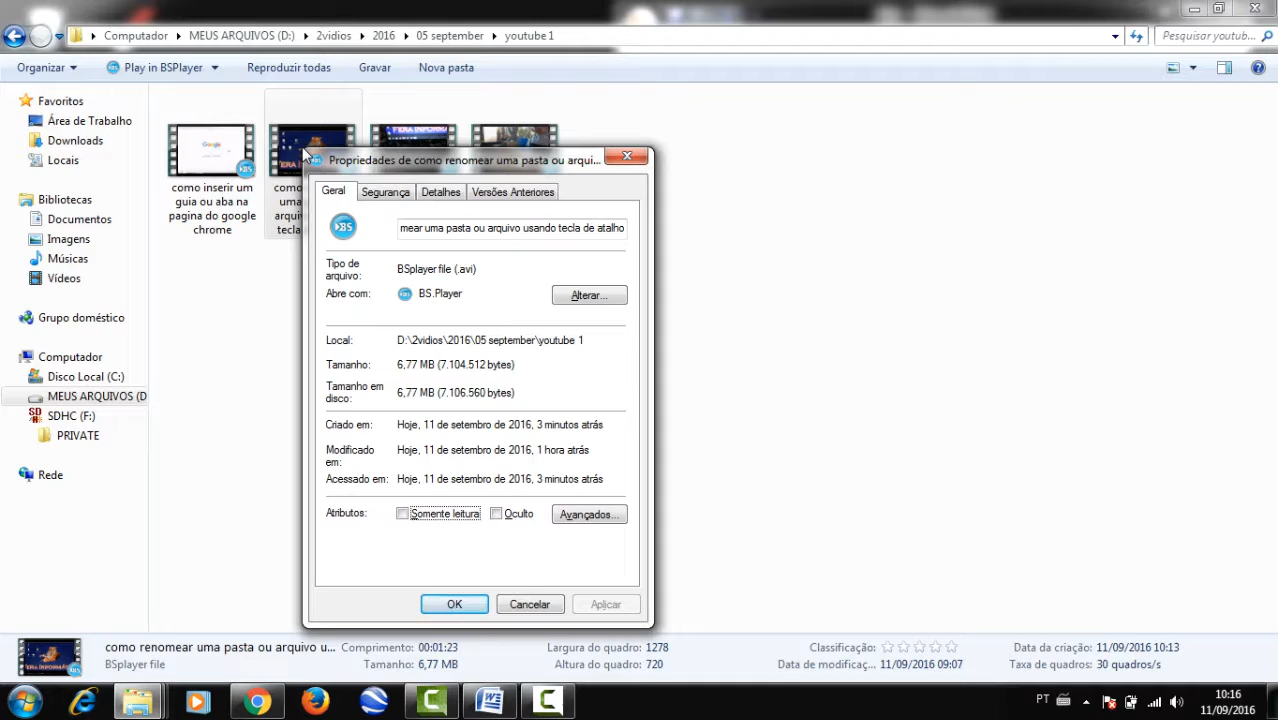 Computador ▸ MEUS ARQUIVOS (D:) ▸ 2vidios ▸ 2016 ▸ 05 september ▸ youtube 1
Pesquisar youtub...
Organizar
Play in BSPlayer
Reproduzir todas
Gravar
Nova pasta
Favoritos
Área de Trabalho
Downloads
Locais
Bibliotecas
Documentos
Imagens
Músicas
Vídeos
Grupo doméstico
Computador
Disco Local (C:)
MEUS ARQUIVOS (D
SDHC (F:)
PRIVATE
Rede
como inserir um
guia ou aba na
pagina do google
chrome
Propriedades de como renomear uma pasta ou arqui...
Geral
Segurança
Detalhes
Versões Anteriores
mear uma pasta ou arquivo usando tecla de atalho
Tipo de
arquivo:
BSplayer file (.avi)
Abre com:
BS.Player
Alterar...
Local:
D:\2vidios\2016\05 september\youtube 1
Tamanho:
6,77 MB (7.104.512 bytes)
Tamanho em
disco:
6,77 MB (7.106.560 bytes)
Criado em:
Hoje, 11 de setembro de 2016, 3 minutos atrás
Modificado
em:
Hoje, 11 de setembro de 2016, 1 hora atrás
Acessado em:
Hoje, 11 de setembro de 2016, 3 minutos atrás
Atributos:
Somente leitura
Oculto
Avançados...
OK
Cancelar
Aplicar
como renomear uma pasta ou arquivo u...
BSplayer file
Comprimento: 00:01:23
Tamanho: 6,77 MB
Largura do quadro: 1278
Altura do quadro: 720
Classificação:
Data de modificaç... 11/09/2016 09:07
Data da criação: 11/09/2016 10:13
Taxa de quadros: 30 quadros/s
PT
10:16
11/09/2016